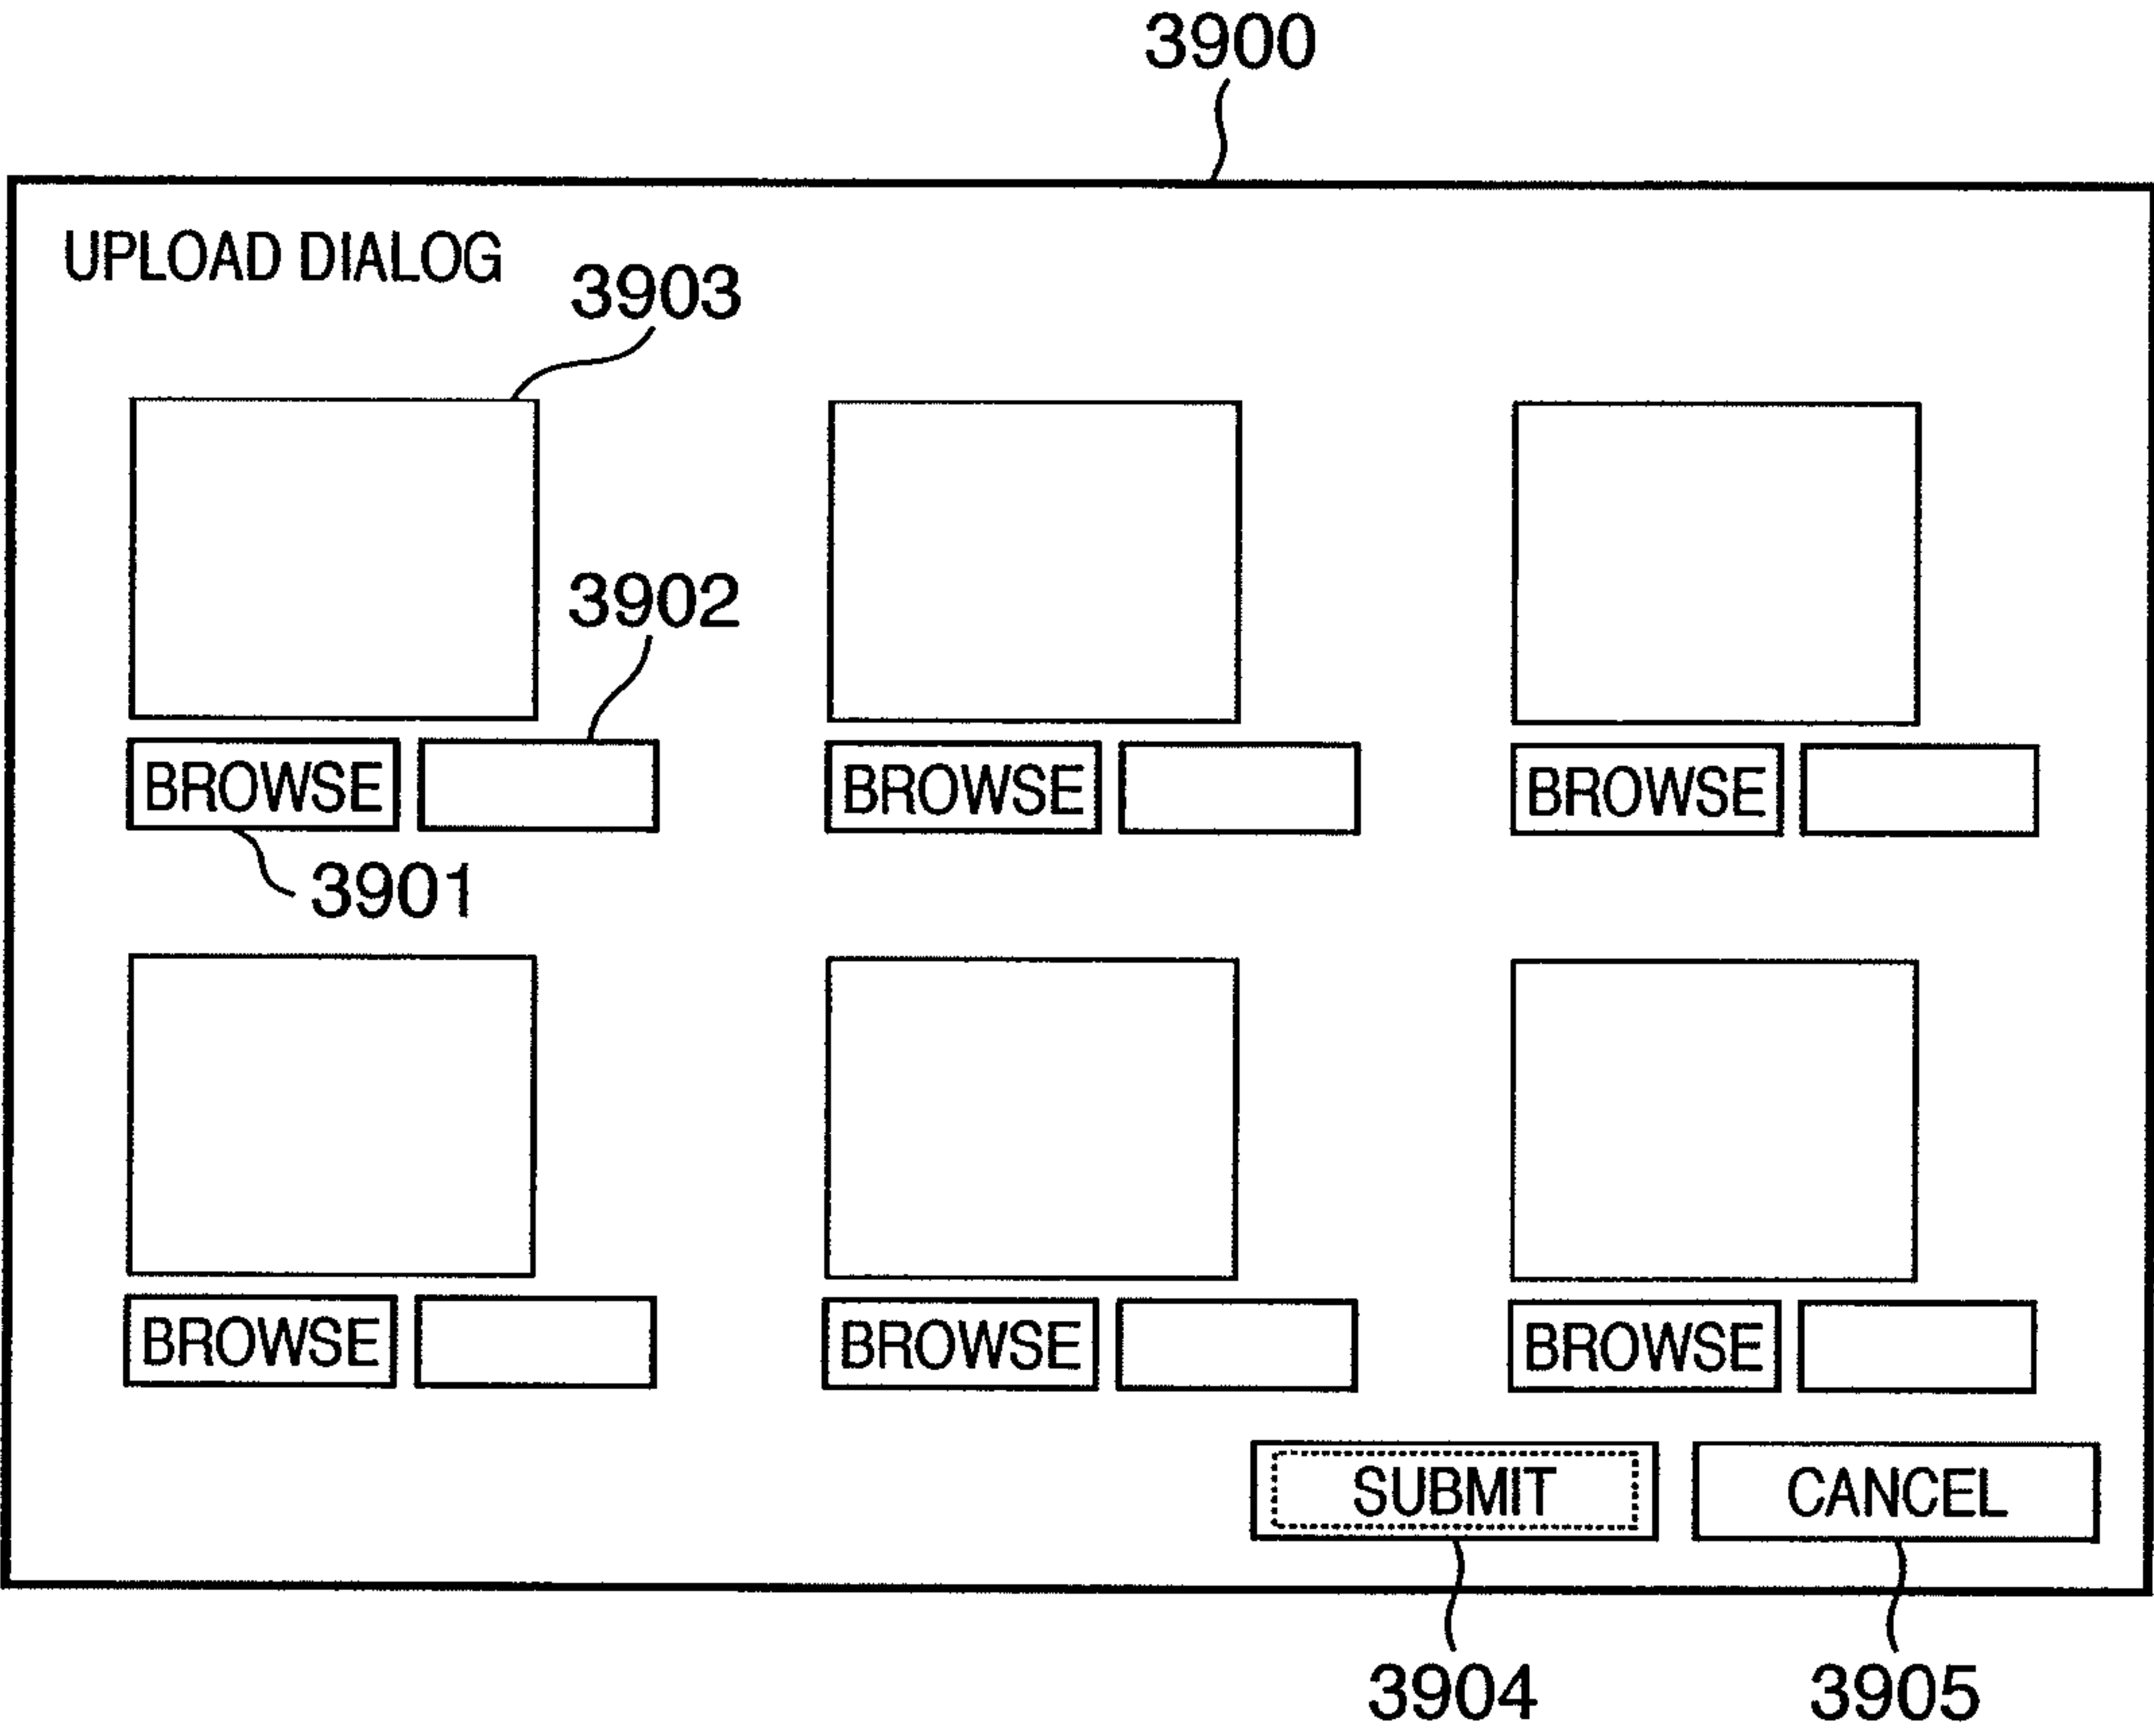 3900
UPLOAD DIALOG
3903
3902
BROWSE BROWSE BROWSE
3901
BROWSE BROWSE BROWSE
SUBMIT CANCEL
3904 3905